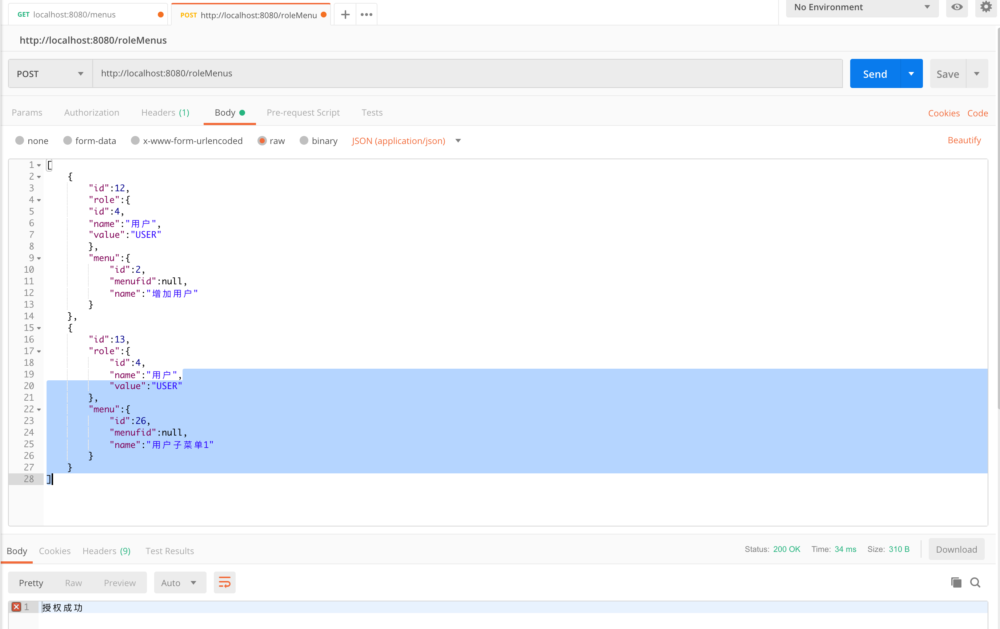 GET localhost:8080/menus
POST http://localhost:8080/roleMenu
No Environment
http://localhost:8080/roleMenus
POST http://localhost:8080/roleMenus Send Save
Params Authorization Headers (1) Body Pre-request Script Tests Cookies Code
none form-data x-www-form-urlencoded raw binary JSON (application/json) Beautify
1 [
2 {
3 "id":12,
4 "role":{
5 "id":4,
6 "name":"用户",
7 "value":"USER"
8 },
9 "menu":{
10 "id":2,
11 "menufid":null,
12 "name":"增加用户"
13 }
14 },
15 {
16 "id":13,
17 "role":{
18 "id":4,
19 "name":"用户",
20 "value":"USER"
21 },
22 "menu":{
23 "id":26,
24 "menufid":null,
25 "name":"用户子菜单1"
26 }
27 }
28 ]
Body Cookies Headers (9) Test Results Status: 200 OK Time: 34 ms Size: 310 B Download
Pretty Raw Preview Auto
1 授权成功